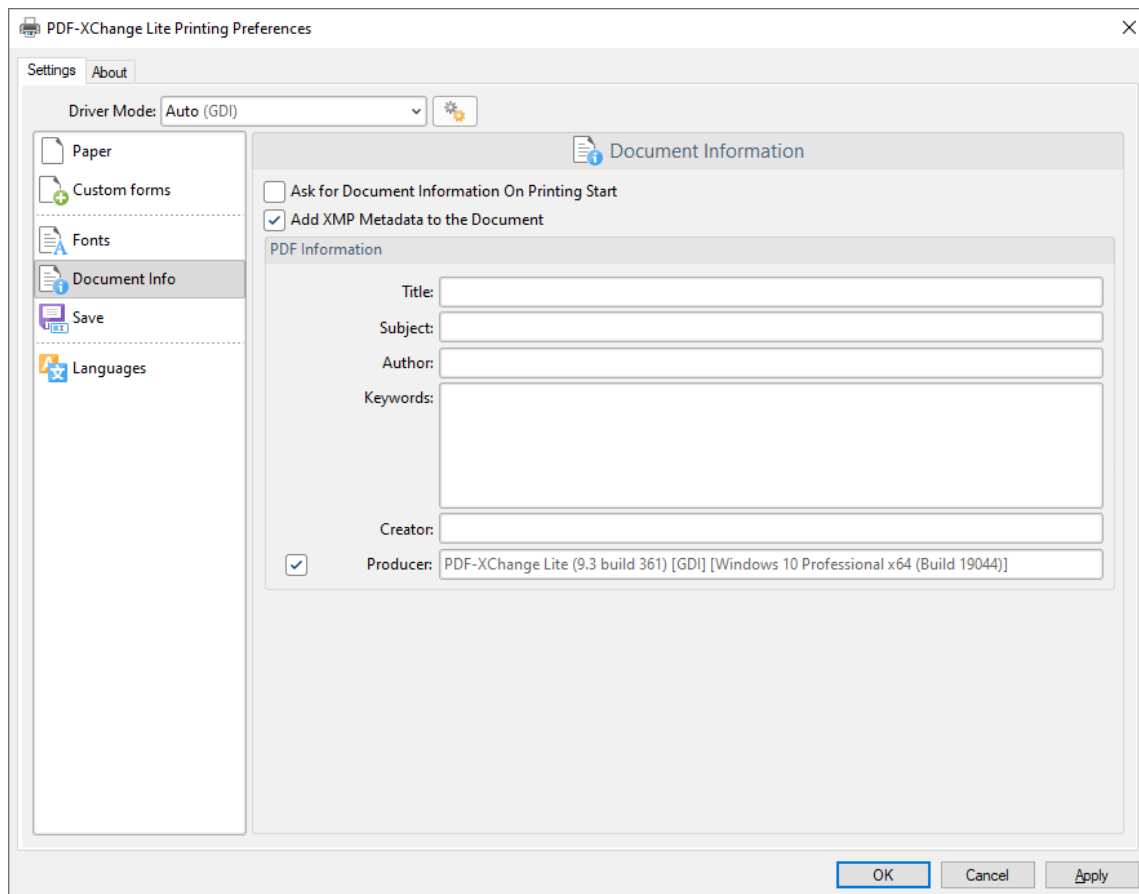 PDF-XChange Lite Printing Preferences
Settings
About
Driver Mode: Auto (GDI)
Paper
Custom forms
Fonts
Document Info
Save
Languages
Document Information
Ask for Document Information On Printing Start
Add XMP Metadata to the Document
PDF Information
Title:
Subject:
Author:
Keywords:
Creator:
Producer: PDF-XChange Lite (9.3 build 361) [GDI] [Windows 10 Professional x64 (Build 19044)]
OK
Cancel
Apply